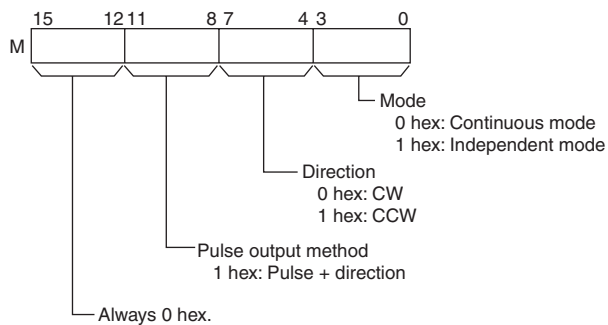 15 12 11 8 7 4 3 0
M
Mode
0 hex: Continuous mode
1 hex: Independent mode
Direction
0 hex: CW
1 hex: CCW
Pulse output method
1 hex: Pulse + direction
Always 0 hex.